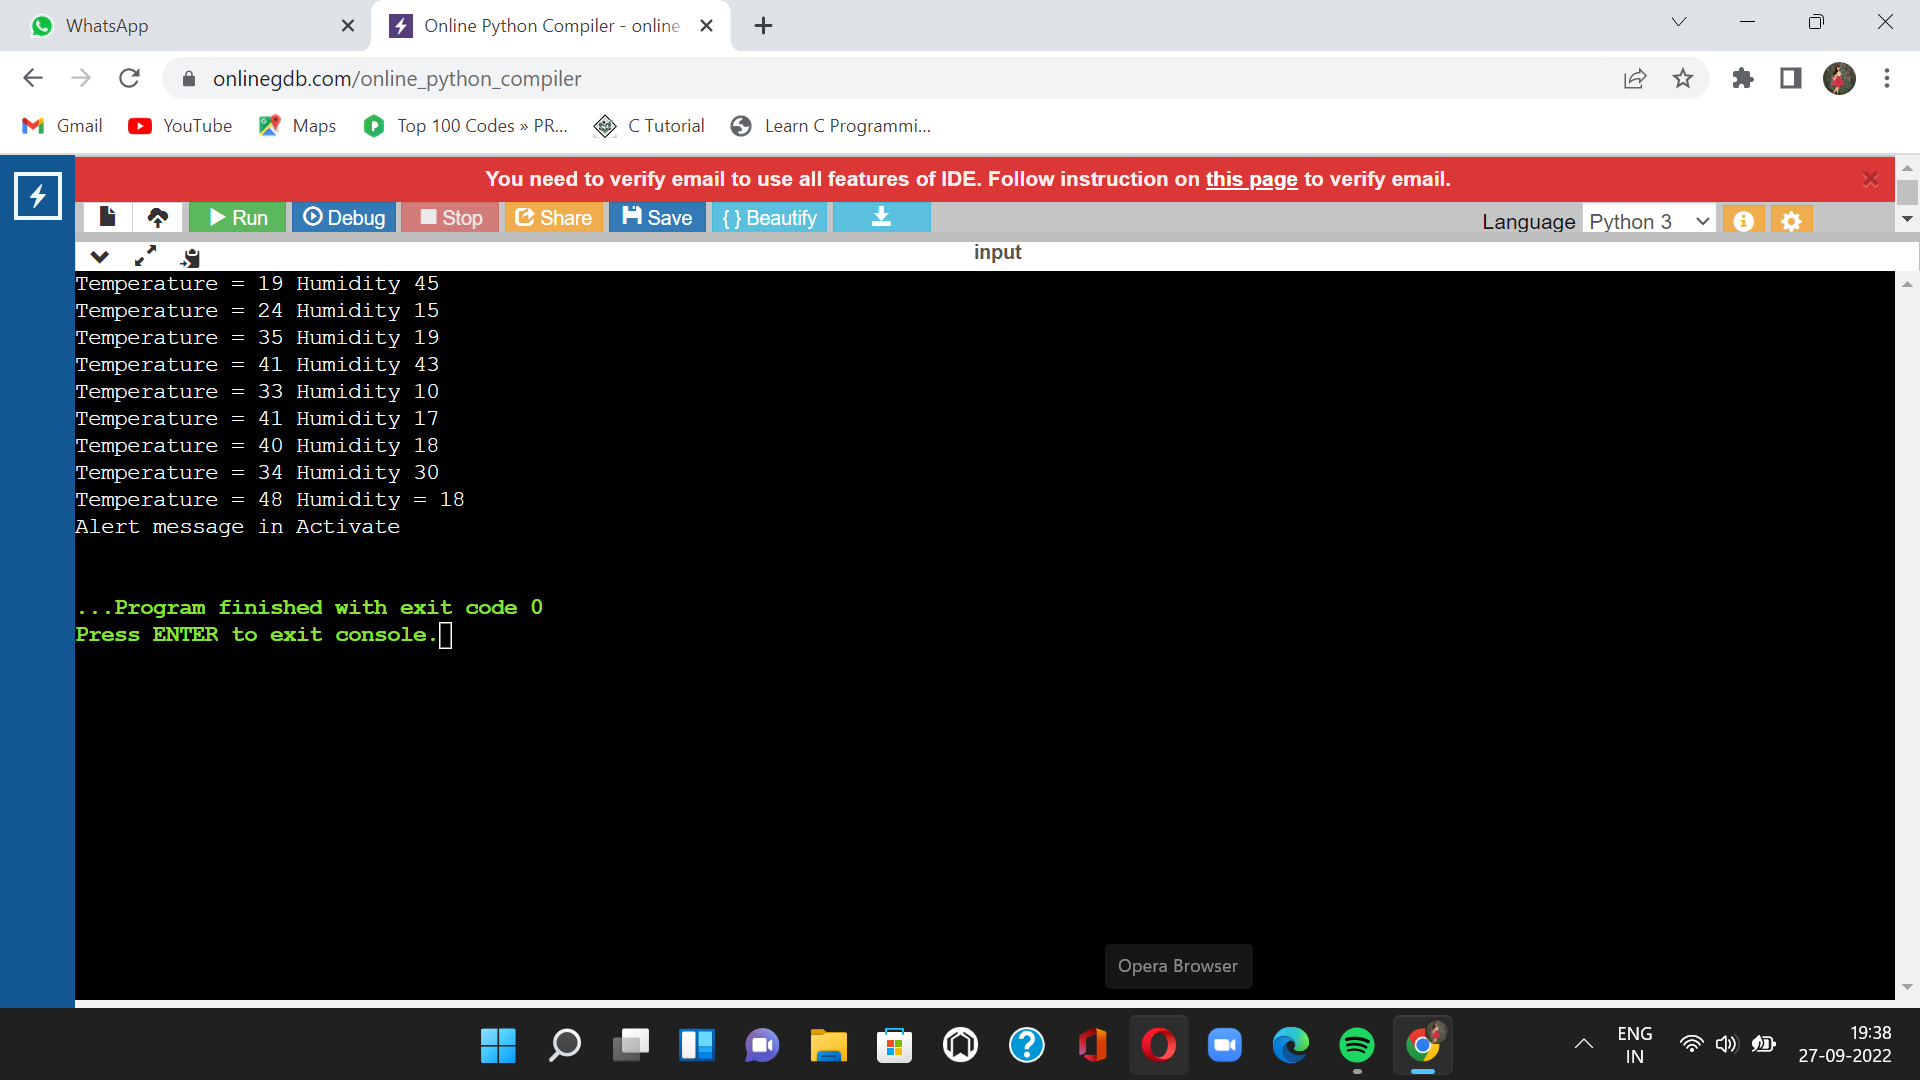 WhatsApp
Online Python Compiler - online
onlinegdb.com/online_python_compiler
Gmail
YouTube
Maps
Top 100 Codes » PR...
C Tutorial
Learn C Programmi...
You need to verify email to use all features of IDE. Follow instruction on this page to verify email.
Run
Debug
Stop
Share
Save
{ } Beautify
Language
Python 3
input
Temperature = 19 Humidity 45
Temperature = 24 Humidity 15
Temperature = 35 Humidity 19
Temperature = 41 Humidity 43
Temperature = 33 Humidity 10
Temperature = 41 Humidity 17
Temperature = 40 Humidity 18
Temperature = 34 Humidity 30
Temperature = 48 Humidity = 18
Alert message in Activate
...Program finished with exit code 0
Press ENTER to exit console.
Opera Browser
ENG
IN
19:38
27-09-2022